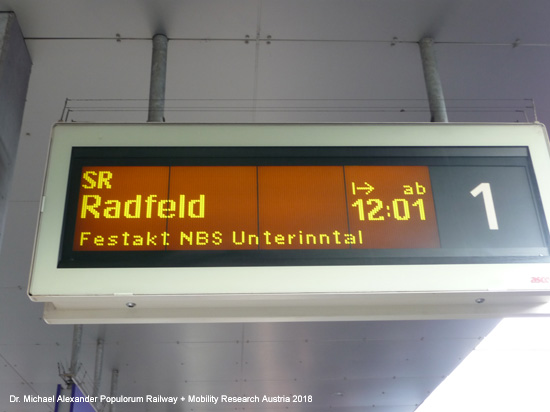 SR
Radfeld
ab
12:01
Festakt NBS Unterinntal
1
Dr. Michael Alexander Populorum Railway + Mobility Research Austria 2018